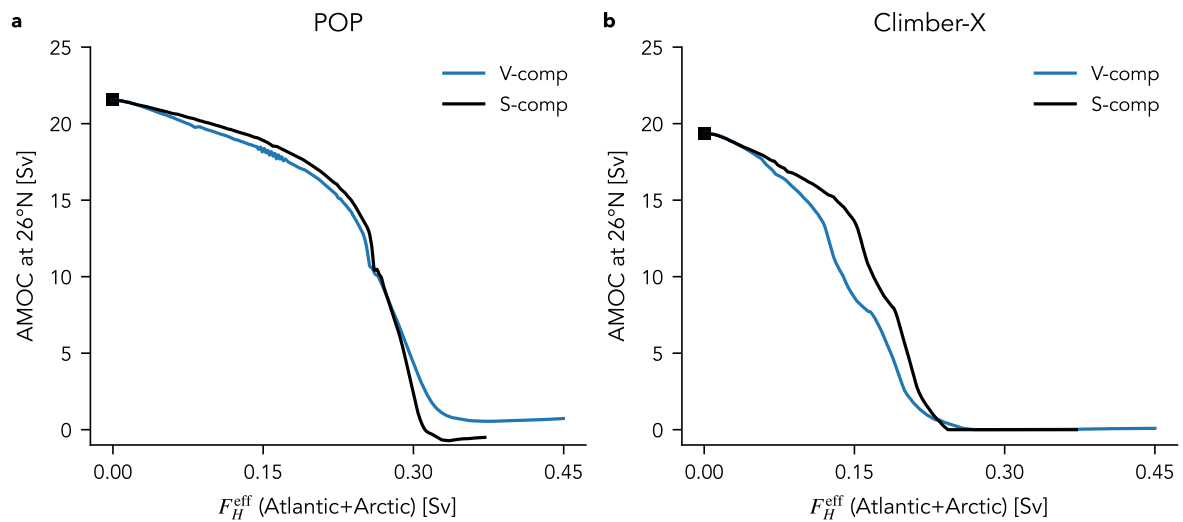 a
POP
25
20
15
10
5
0
AMOC at 26°N [Sv]
V-comp
S-comp
0.00 0.15 0.30 0.45
F_H^eff (Atlantic+Arctic) [Sv]
b
Climber-X
25
20
15
10
5
0
AMOC at 26°N [Sv]
V-comp
S-comp
0.00 0.15 0.30 0.45
F_H^eff (Atlantic+Arctic) [Sv]